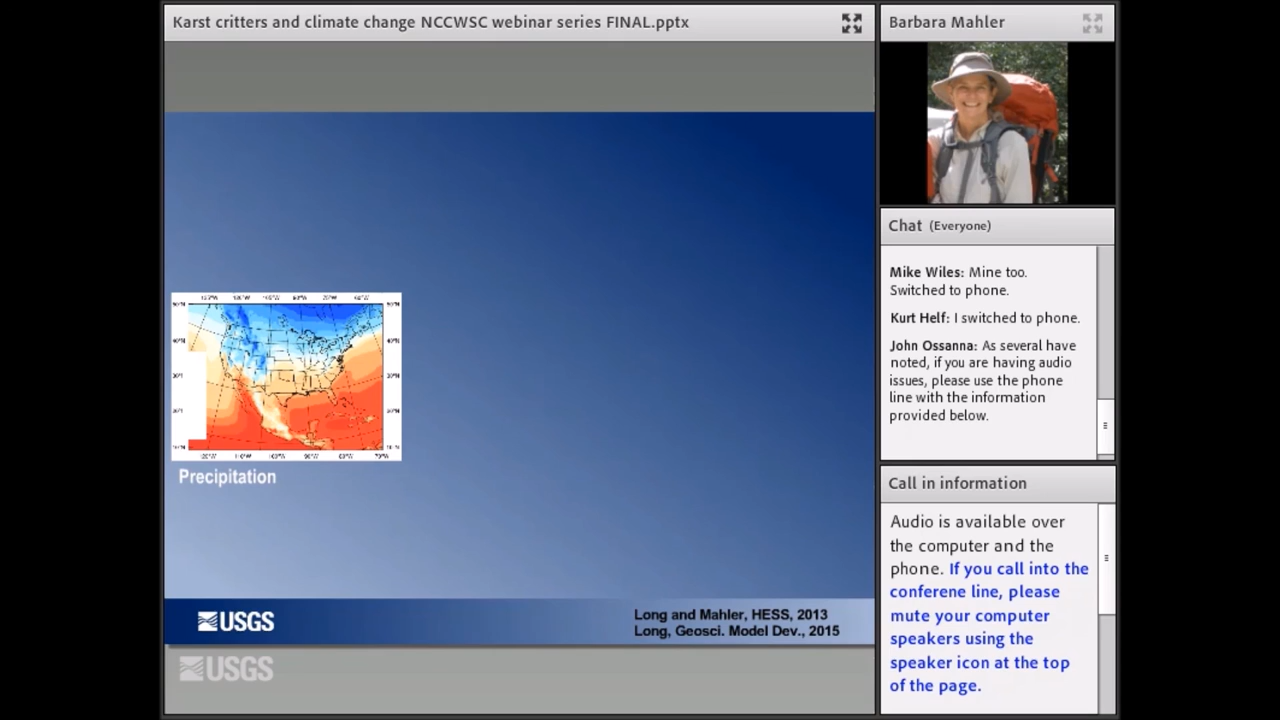 Karst critters and climate change NCCWSC webinar series FINAL.pptx
Precipitation
USGS
Long and Mahler, HESS, 2013
Long, Geosci. Model Dev., 2015
USGS
Barbara Mahler
Chat (Everyone)
Mike Wiles: Mine too.
Switched to phone.
Kurt Helf: I switched to phone.
John Ossanna: As several have
noted, if you are having audio
issues, please use the phone
line with the information
provided below.
Call in information
Audio is available over
the computer and the
phone. If you call into the
conferene line, please
mute your computer
speakers using the
speaker icon at the top
of the page.